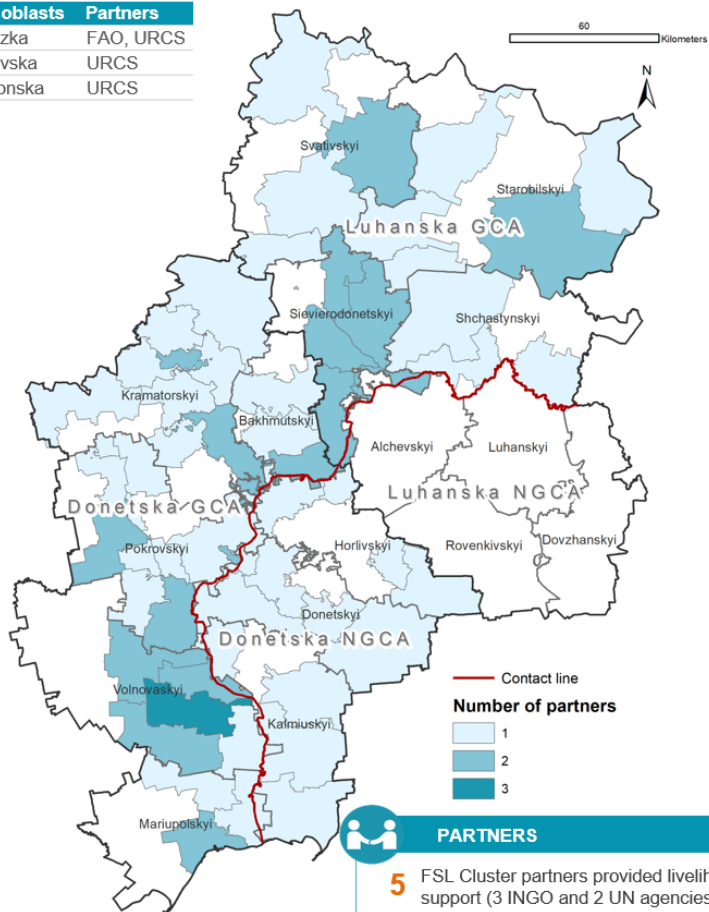 oblasts Partners
zka FAO, URCS
vska URCS
onska URCS
60
Kilometers
N
Svativskyi
Starobilskyi
Luhanska GCA
Sievierodonetskyi
Shchastynskyi
Kramatorskyi
Bakhmutskyi
Alchevskyi
Luhanskyi
Luhanska NGCA
Donetska GCA
Pokrovskyi
Horlivskyi
Rovenkivskyi
Dovzhanskyi
Donetskyi
Donetska NGCA
Contact line
Volnovaskyi
Number of partners
Kalmiuskyi
1
2
3
Mariupolskyi
PARTNERS
5 FSL Cluster partners provided livelih
support (3 INGO and 2 UN agencies